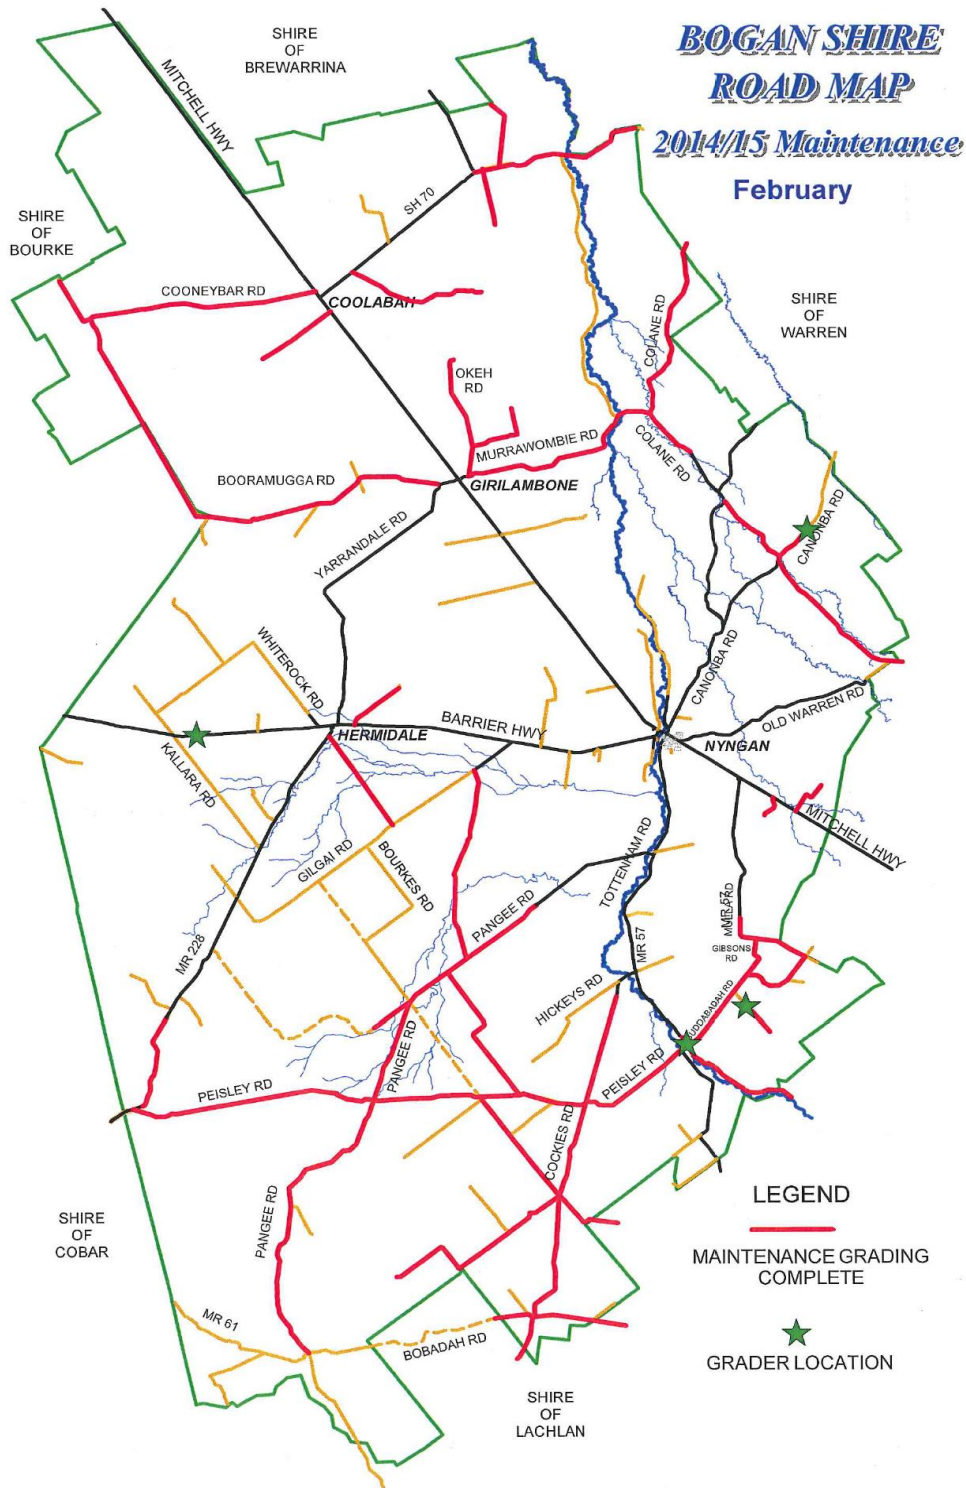 BOGAN SHIRE
ROAD MAP
2014/15 Maintenance
February
SHIRE
OF
BREWARRINA
MITCHELL HWY
SH 70
SHIRE
OF
BOURKE
COONEYBAR RD
COOLABAH
SHIRE
OF
WARREN
COLANE RD
OKEH
RD
MURRAWOMBIE RD
COLANE RD
BOORAMUGGA RD
GIRILAMBONE
CANONBA RD
YARRANDALE RD
WHITEROCK RD
CANONBA RD
OLD WARREN RD
BARRIER HWY
HERMIDALE
NYNGAN
KALLARA RD
MITCHELL HWY
GILGAI RD
BOURKES RD
TOTTENHAM RD
PANGEE RD
MR 228
MR 57
GIBSONS
RD
HICKEYS RD
PANGEE RD
PEISLEY RD
PEISLEY RD
COCKIES RD
PANGEE RD
LEGEND
MAINTENANCE GRADING
COMPLETE
GRADER LOCATION
SHIRE
OF
COBAR
MR 61
BOBADAH RD
SHIRE
OF
LACHLAN